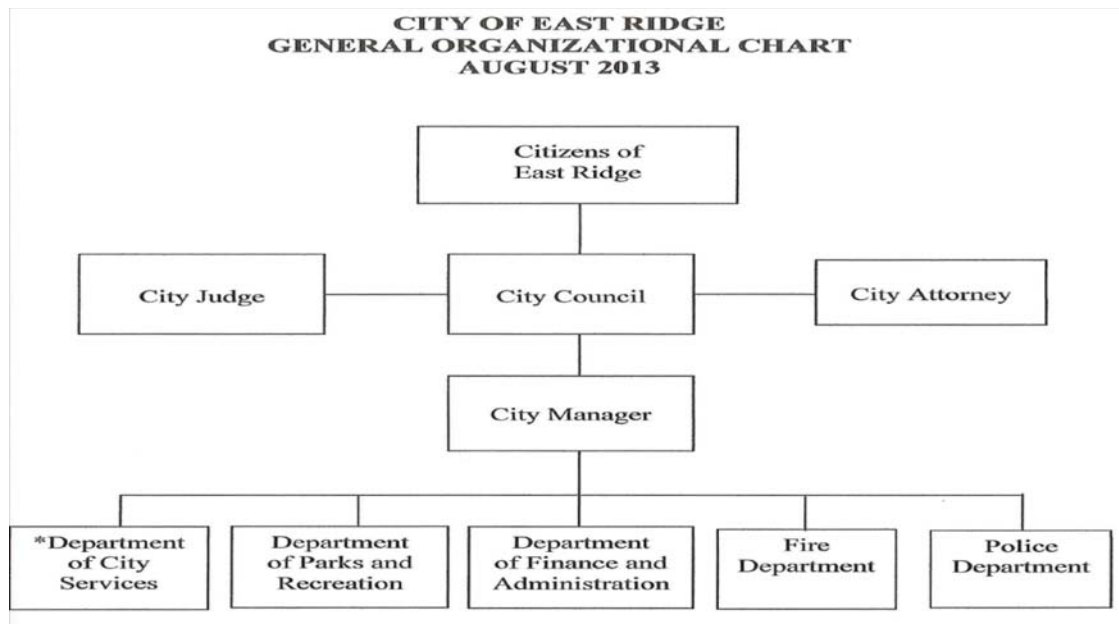 CITY OF EAST RIDGE
GENERAL ORGANIZATIONAL CHART
AUGUST 2013
Citizens of
East Ridge
City Judge
City Council
City Attorney
City Manager
*Department
of City
Services
Department
of Parks and
Recreation
Department
of Finance and
Administration
Fire
Department
Police
Department